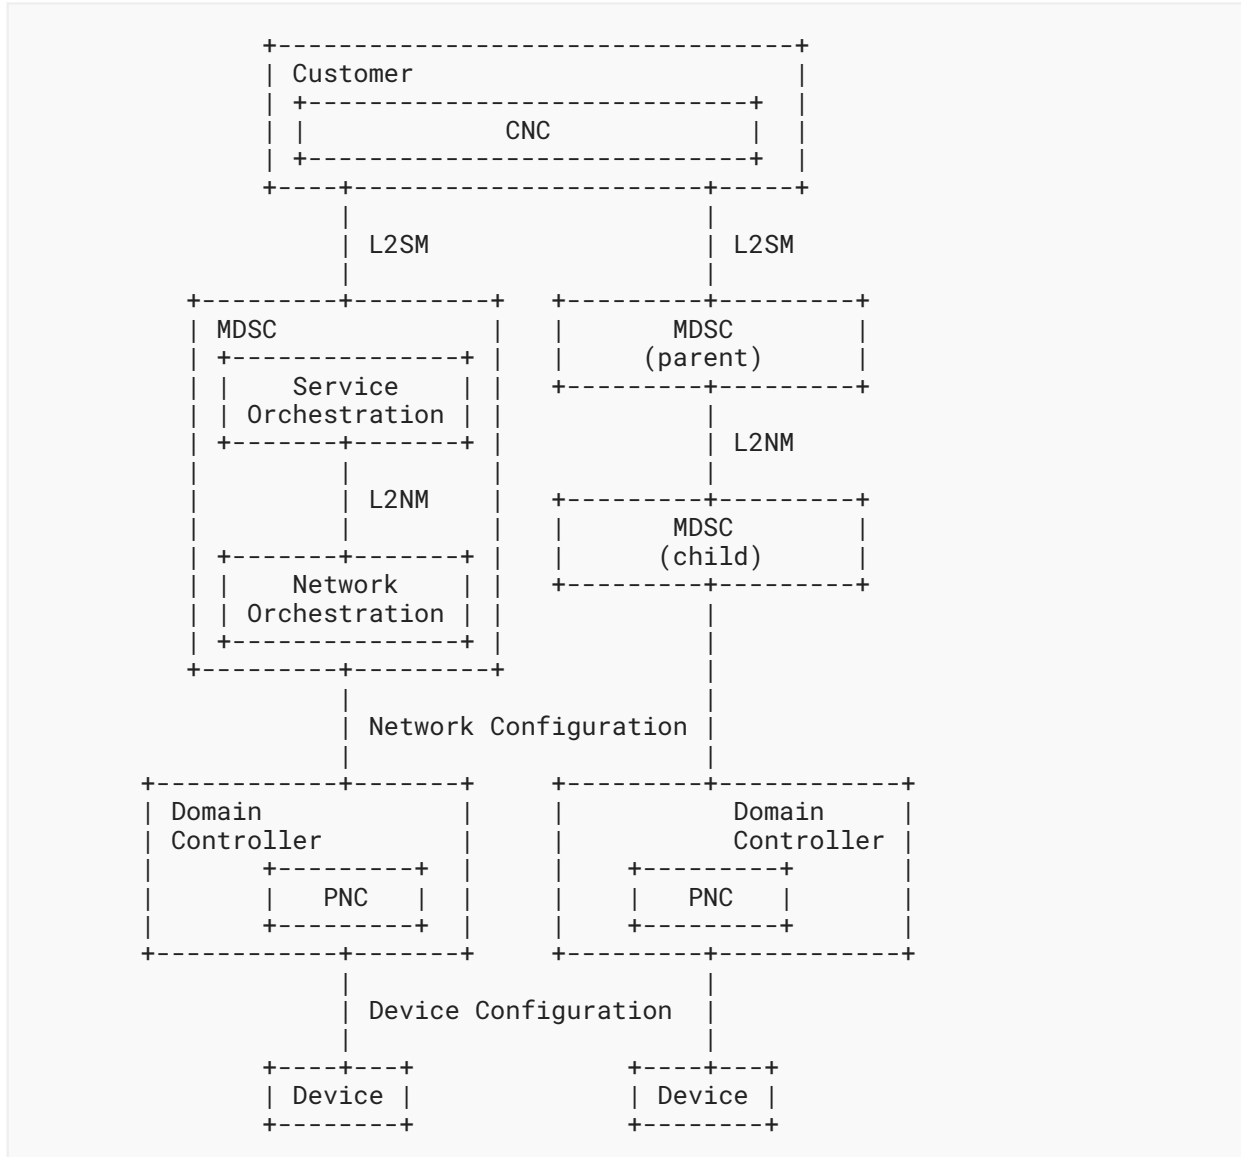 +----------------------------------+
| Customer                         |
| +-----------------------------+  |
| |             CNC             |  |
| +-----------------------------+  |
+----+-----------------------+-----+
|                       |
| L2SM                  | L2SM
|                       |
+---------+---------+   +---------+---------+
| MDSC              |   |       MDSC        |
| +---------------+ |   |     (parent)      |
| |    Service    | |   +---------+---------+
| | Orchestration | |             |
| +-------+-------+ |             | L2NM
|         |         |             |
|         | L2NM    |   +---------+---------+
|         |         |   |       MDSC        |
| +-------+-------+ |   |      (child)      |
| |    Network    | |   +---------+---------+
| | Orchestration | |             |
| +---------------+ |             |
+---------+---------+             |
|                       |
| Network Configuration |
|                       |
+------------+-------+     +---------+------------+
| Domain             |     |           Domain     |
| Controller         |     |           Controller |
|       +---------+  |     |    +---------+       |
|       |   PNC   |  |     |    |   PNC   |       |
|       +---------+  |     |    +---------+       |
+------------+-------+     +---------+------------+
|                       |
| Device Configuration  |
|                       |
+----+---+              +----+---+
| Device |              | Device |
+--------+              +--------+